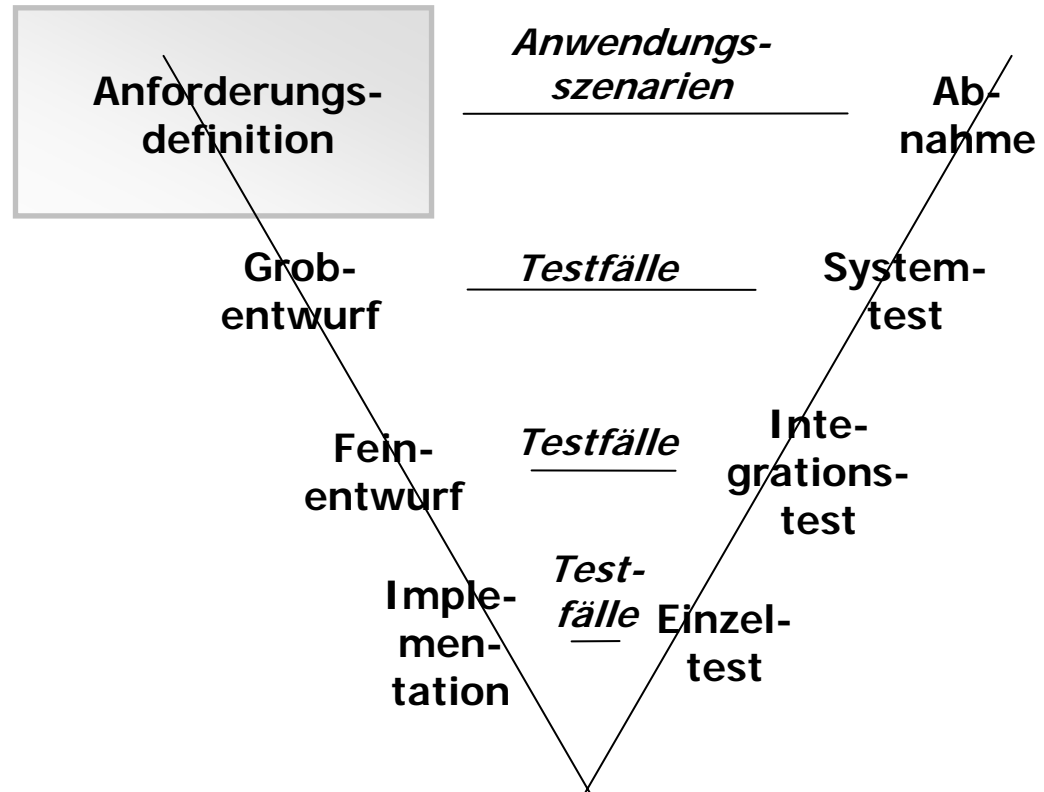 Anforderungs-
definition
Anwendungs-
szenarien
Ab-
nahme
Grob-
entwurf
Testfälle
System-
test
Fein-
entwurf
Testfälle
Inte-
grations-
test
Imple-
men-
tation
Test-
fälle
Einzel-
test